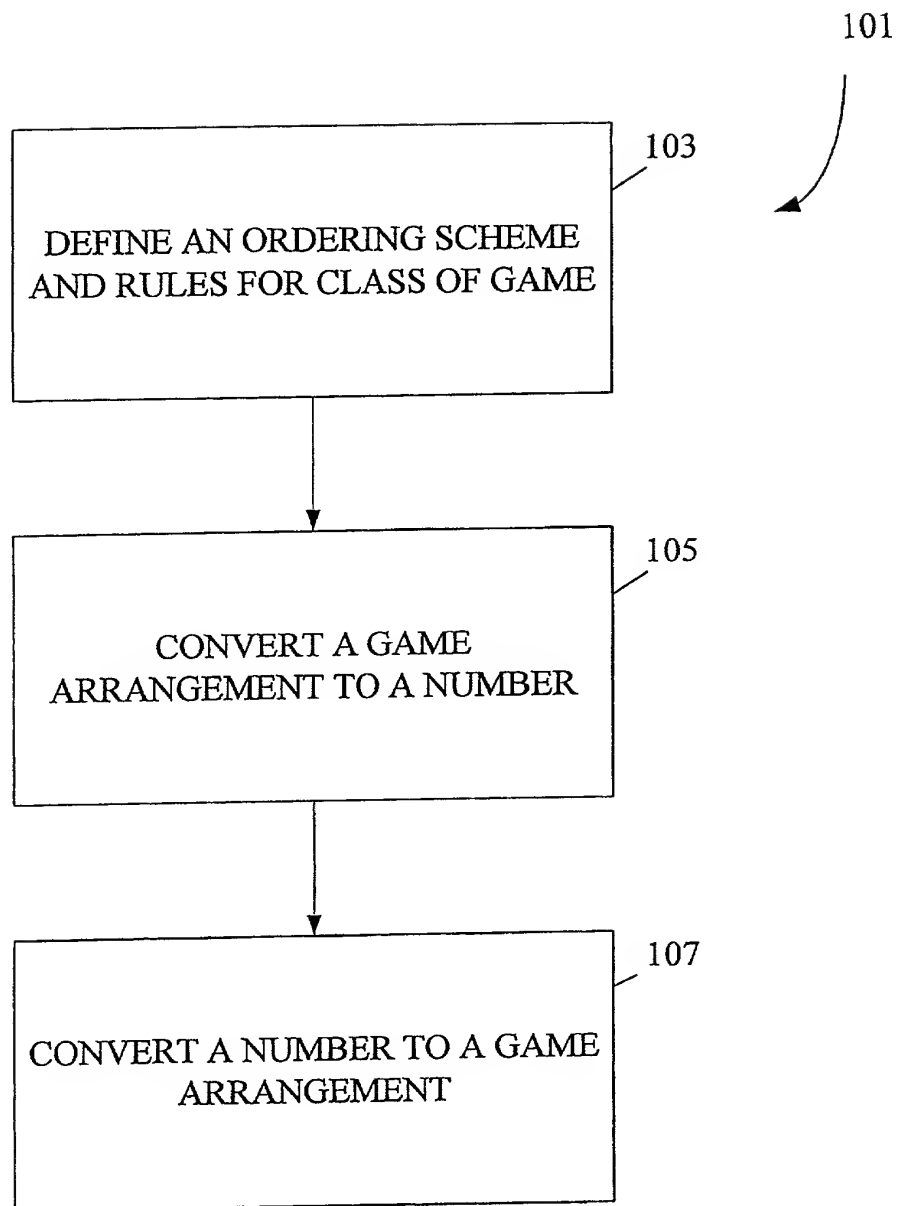 101
103
DEFINE AN ORDERING SCHEME
AND RULES FOR CLASS OF GAME
105
CONVERT A GAME
ARRANGEMENT TO A NUMBER
107
CONVERT A NUMBER TO A GAME
ARRANGEMENT